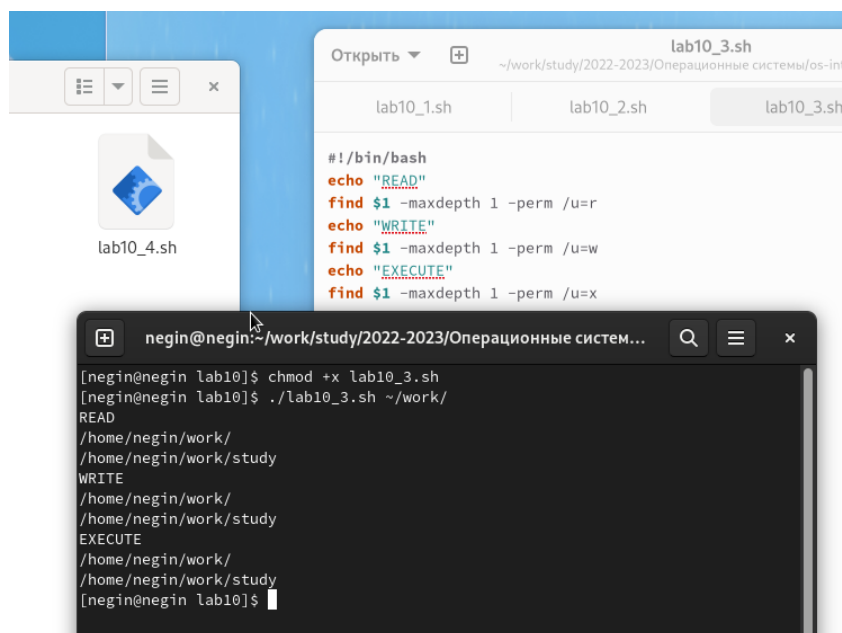 lab10_4.sh
Открыть
lab10_3.sh
~/work/study/2022-2023/Операционные системы/os-int
lab10_1.sh
lab10_2.sh
lab10_3.sh
#!/bin/bash
echo "READ"
find $1 -maxdepth 1 -perm /u=r
echo "WRITE"
find $1 -maxdepth 1 -perm /u=w
echo "EXECUTE"
find $1 -maxdepth 1 -perm /u=x
negin@negin:~/work/study/2022-2023/Операционные систем...
[negin@negin lab10]$ chmod +x lab10_3.sh
[negin@negin lab10]$ ./lab10_3.sh ~/work/
READ
/home/negin/work/
/home/negin/work/study
WRITE
/home/negin/work/
/home/negin/work/study
EXECUTE
/home/negin/work/
/home/negin/work/study
[negin@negin lab10]$